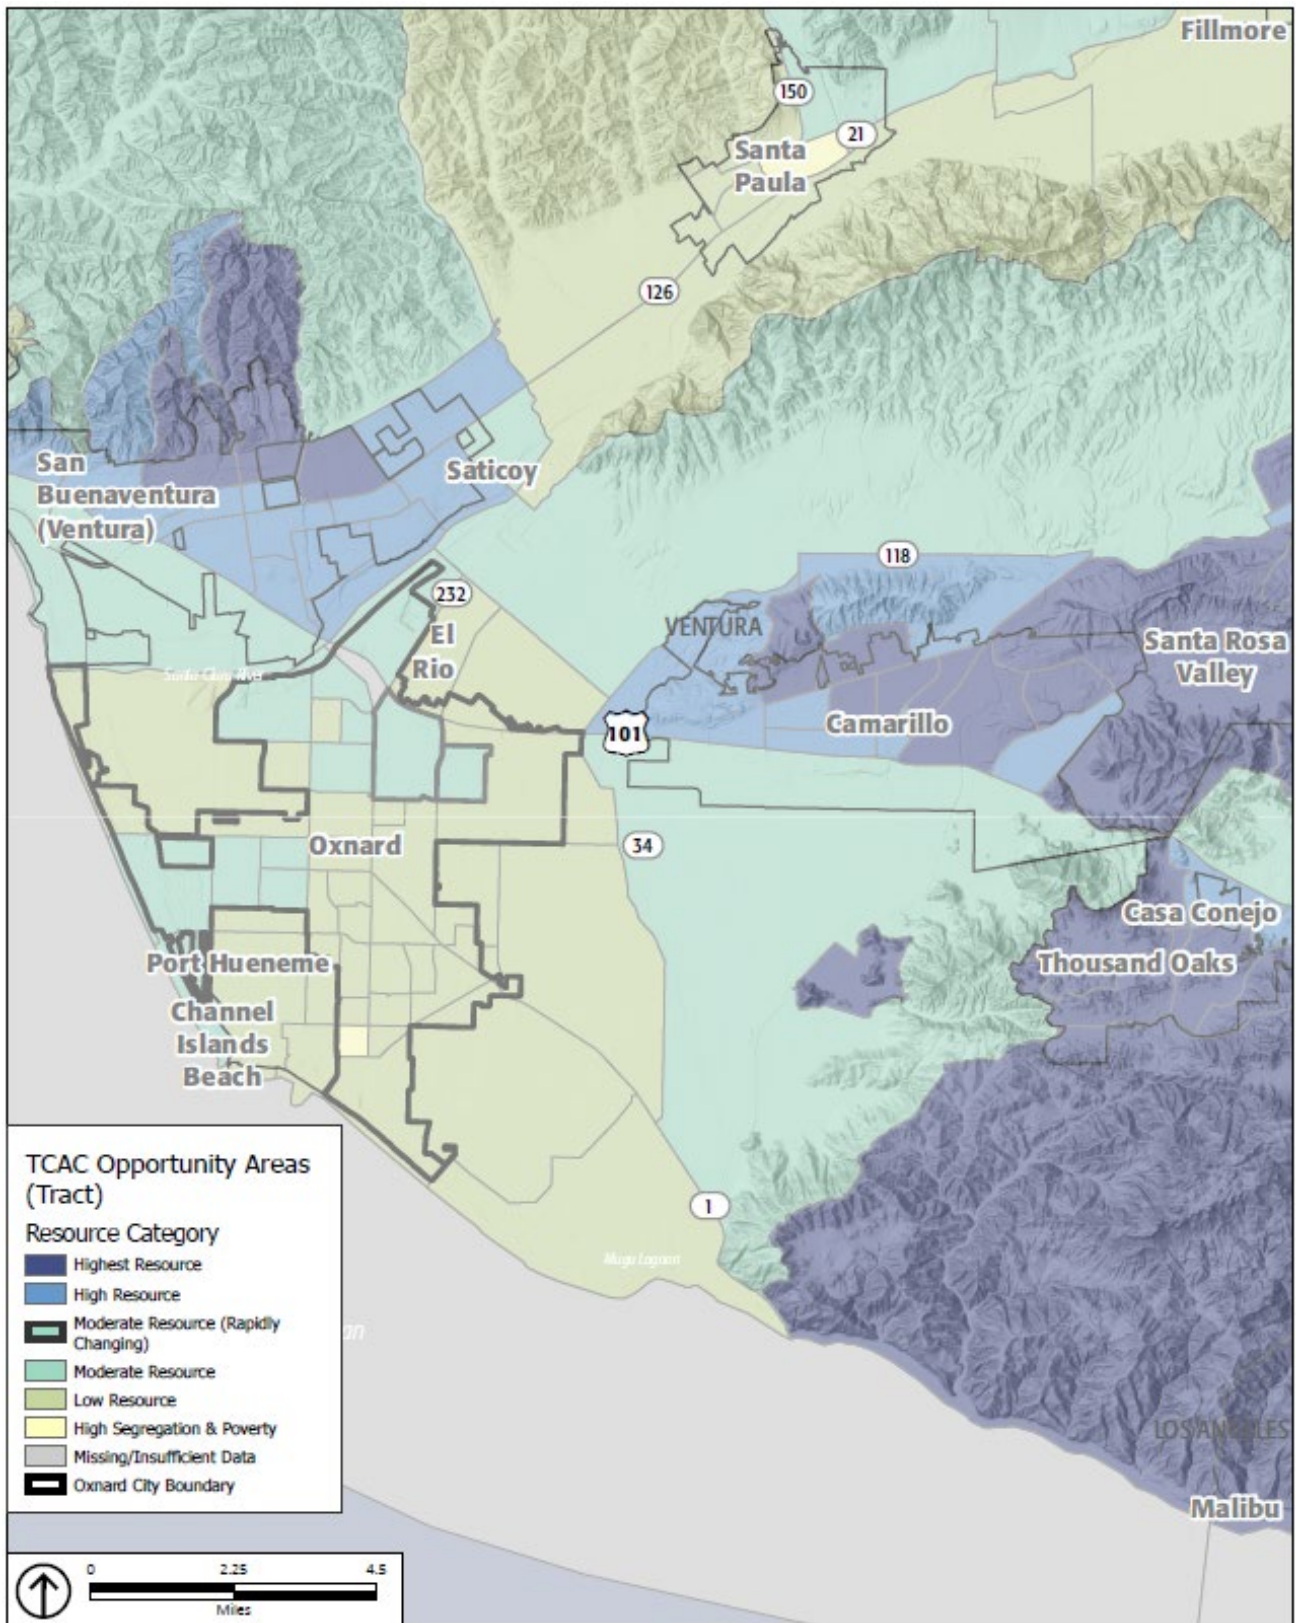 Fillmore
150
21
Santa
Paula
126
San
Buenaventura
(Ventura)
Saticoy
118
232
El
Rio
VENTURA
Santa Rosa
Valley
Santa Clara River
101
Camarillo
Oxnard
34
Casa Conejo
Port Hueneme
Thousand Oaks
Channel
Islands
Beach
1
Mugu Lagoon
LOS ANGELES
Malibu
TCAC Opportunity Areas
(Tract)
Resource Category
Highest Resource
High Resource
Moderate Resource (Rapidly
Changing)
Moderate Resource
Low Resource
High Segregation & Poverty
Missing/Insufficient Data
Oxnard City Boundary
0 2.25 4.5
Miles